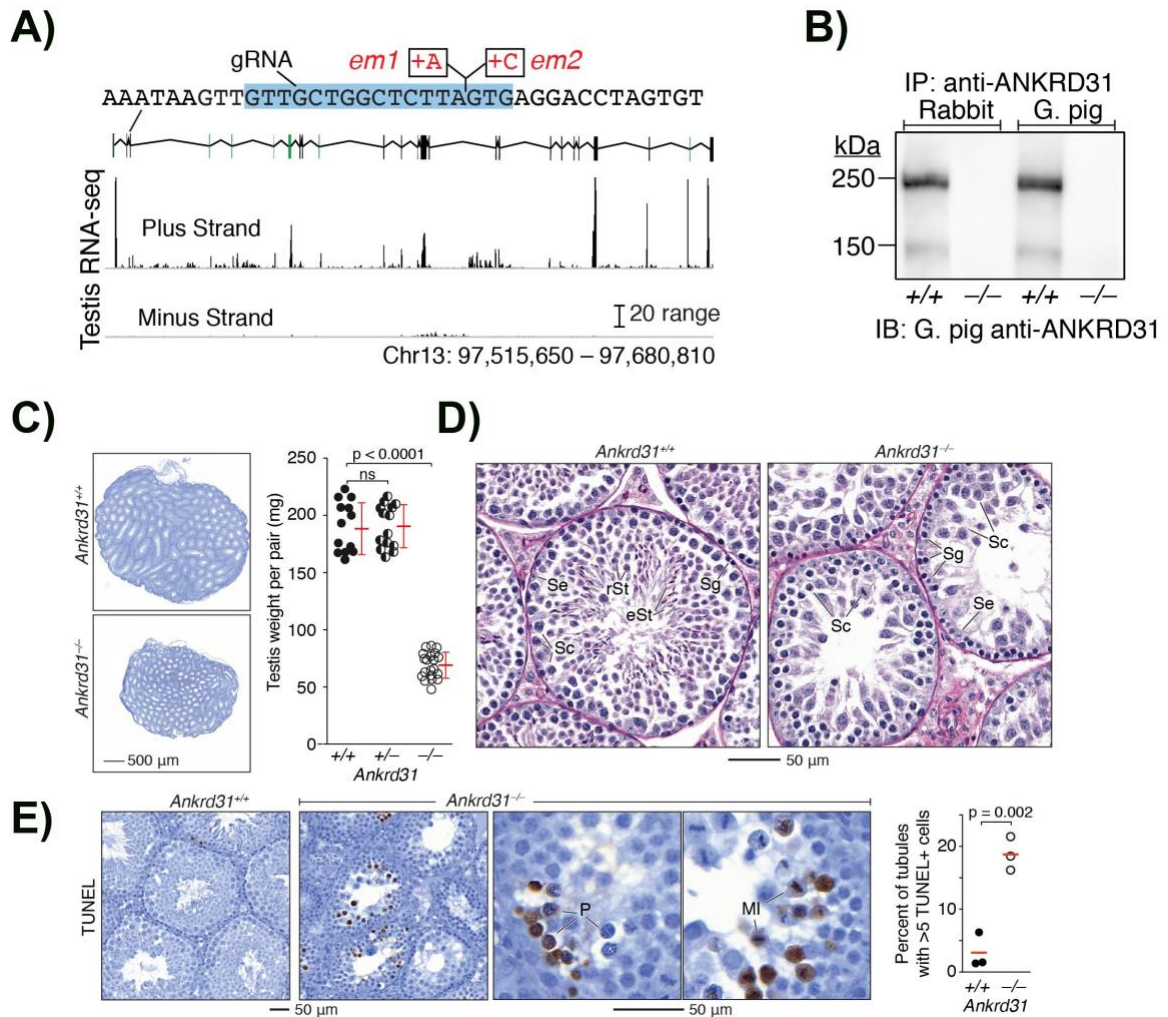 A)
gRNA
em1 +A +C em2
AAATAAGTTGTTGCTGGCTCTTAGTGAGGACCTAGTGT
Testis RNA-seq
Plus Strand
Minus Strand
20 range
Chr13: 97,515,650 – 97,680,810
B)
IP: anti-ANKRD31
Rabbit G. pig
kDa
250
150
+/+ –/– +/+ –/–
IB: G. pig anti-ANKRD31
C)
Ankrd31+/+
Ankrd31–/–
500 µm
Testis weight per pair (mg)
250
200
150
100
50
0
p < 0.0001
ns
+/+ +/– –/–
Ankrd31
D)
Ankrd31+/+ Ankrd31–/–
Se rSt Sg
eSt
Sc
Sc
Sg
Se
Sc
50 µm
E)
Ankrd31+/+ Ankrd31–/–
TUNEL
P
MI
50 µm 50 µm
Percent of tubules
with >5 TUNEL+ cells
p = 0.002
20
10
0
+/+ –/–
Ankrd31